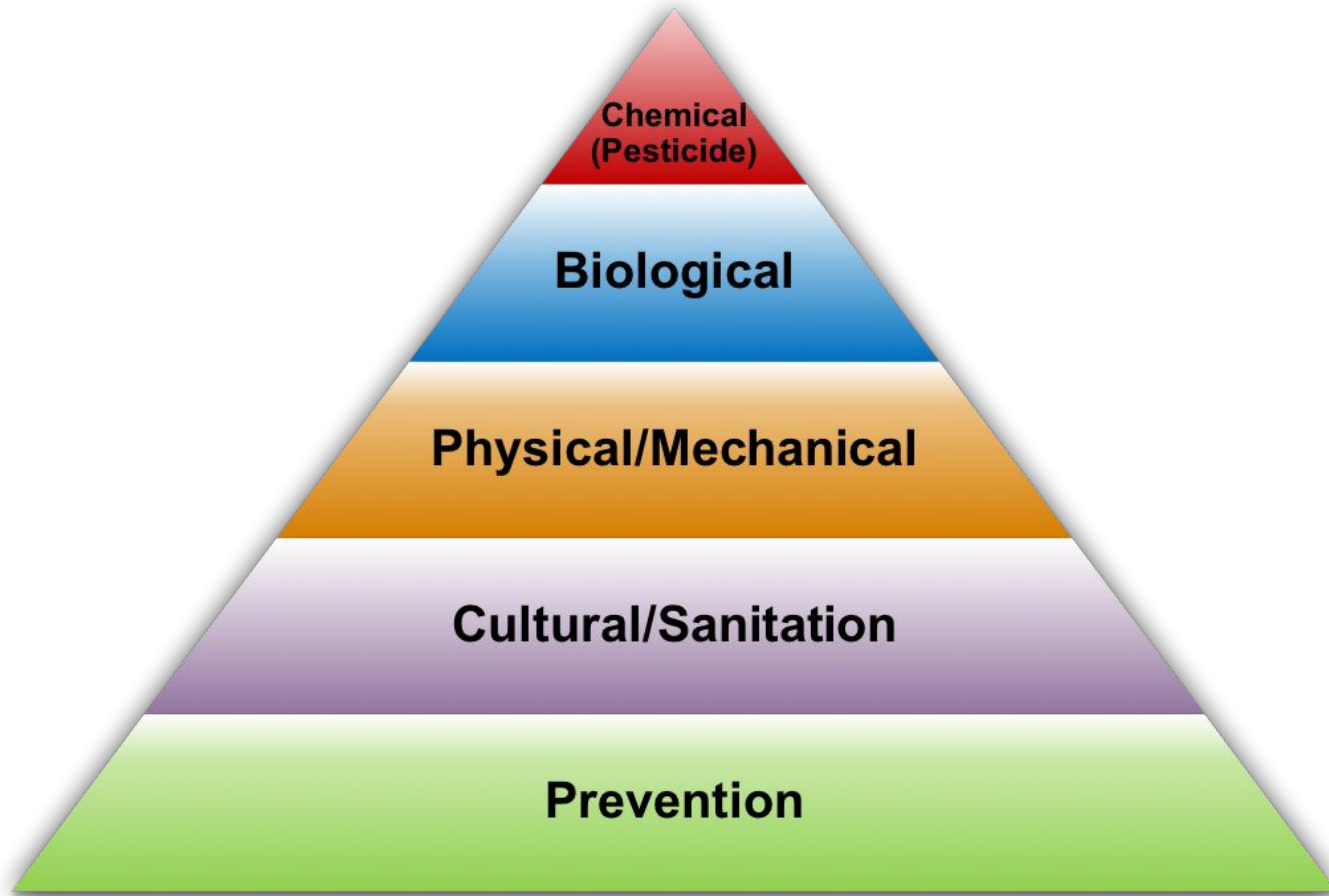 Chemical
(Pesticide)
Biological
Physical/Mechanical
Cultural/Sanitation
Prevention